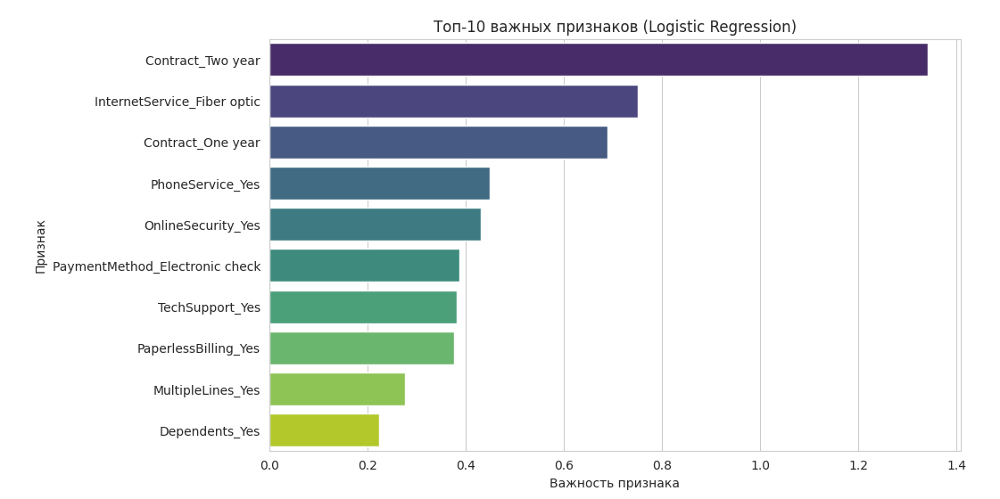 Топ-10 важных признаков (Logistic Regression)
Признак
Contract_Two year
InternetService_Fiber optic
Contract_One year
PhoneService_Yes
OnlineSecurity_Yes
PaymentMethod_Electronic check
TechSupport_Yes
PaperlessBilling_Yes
MultipleLines_Yes
Dependents_Yes
0.0 0.2 0.4 0.6 0.8 1.0 1.2 1.4
Важность признака